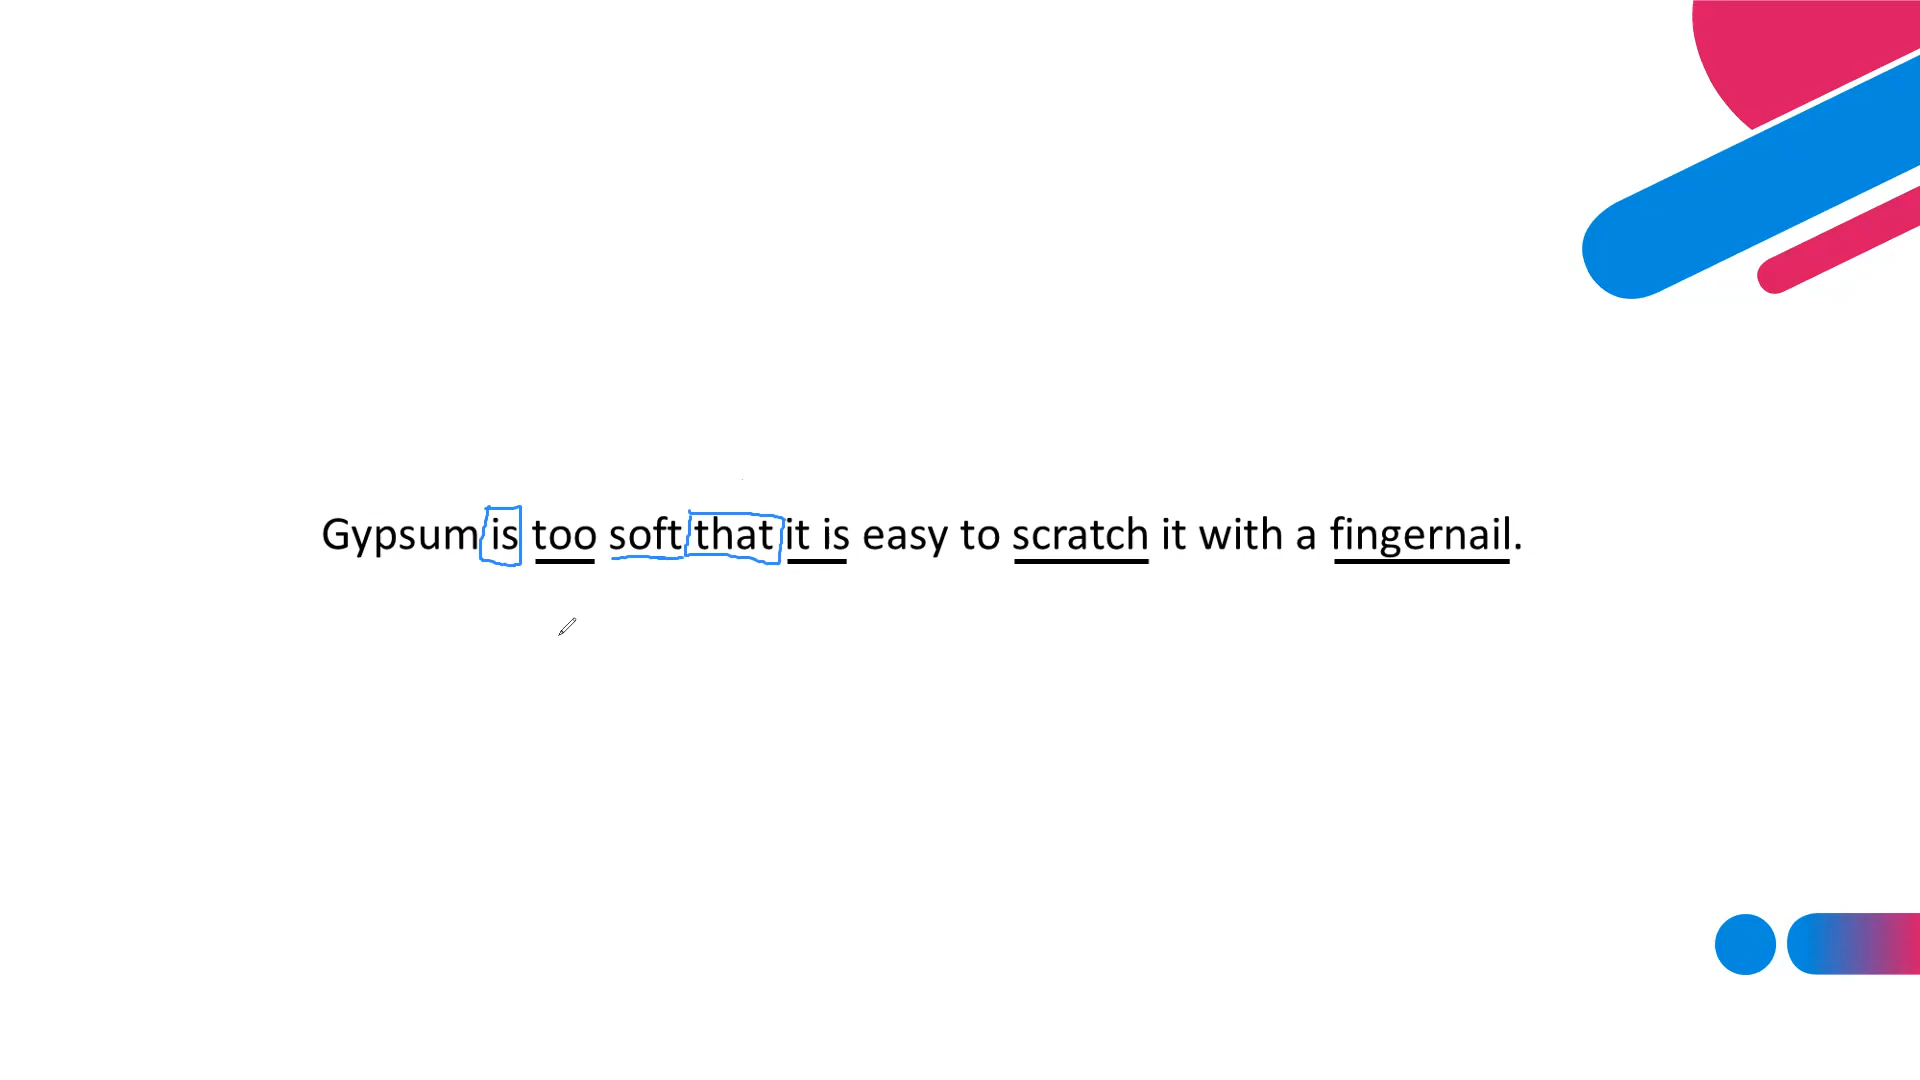 Gypsum is too soft that it is easy to scratch it with a fingernail.